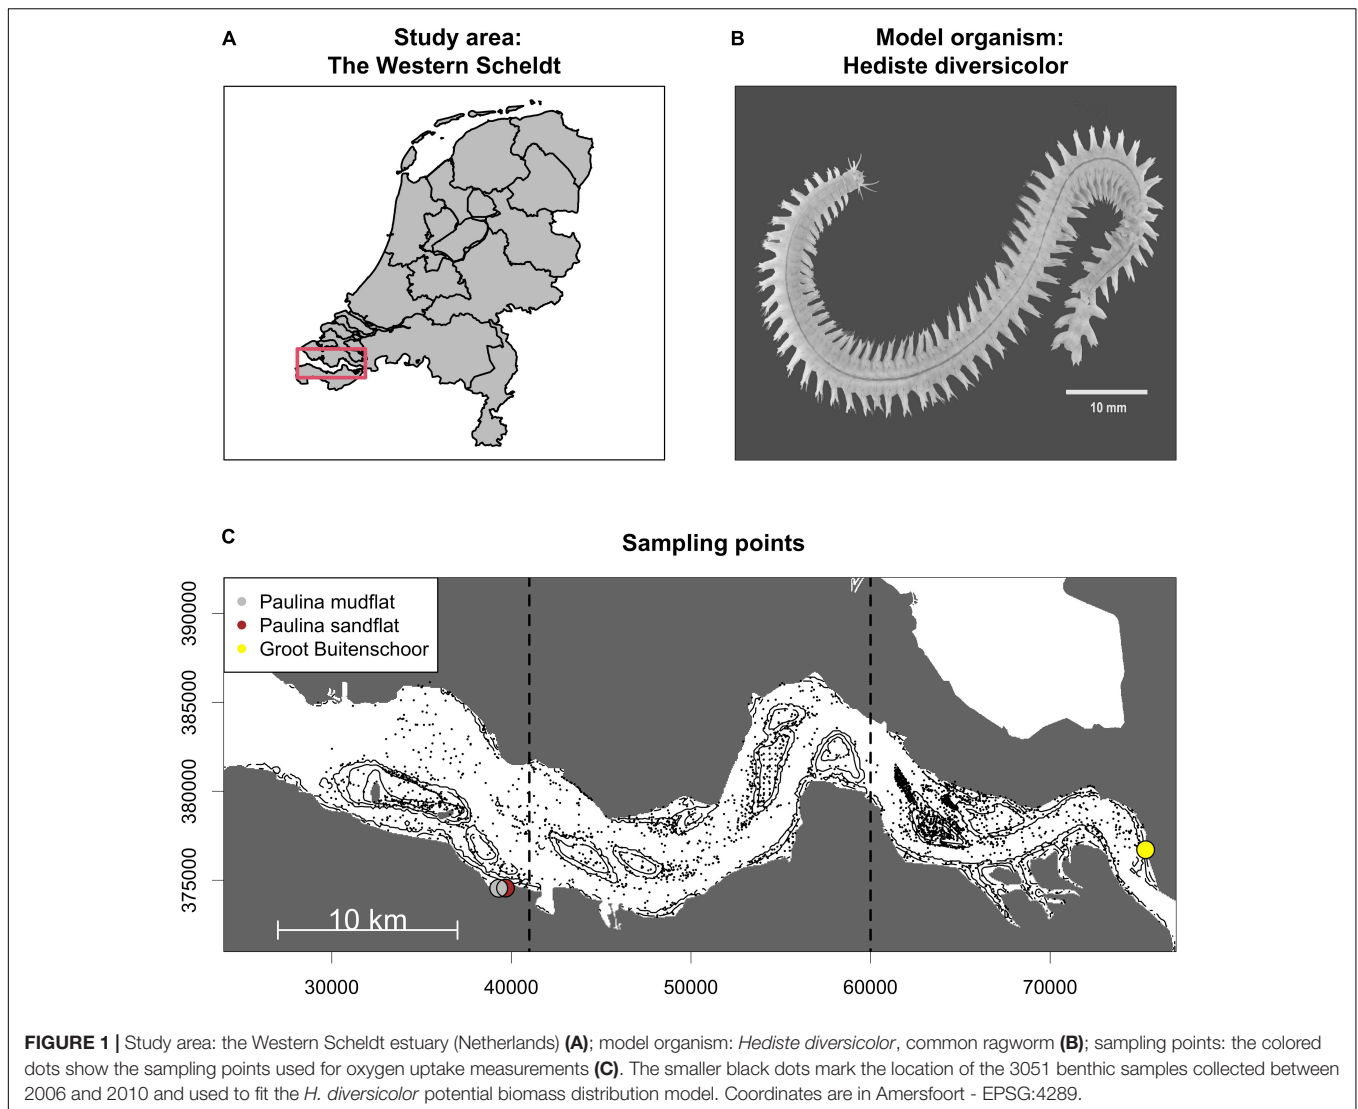 A
Study area:
The Western Scheldt
B
Model organism:
Hediste diversicolor
10 mm
C
Sampling points
Paulina mudflat
Paulina sandflat
Groot Buitenschoor
390000
385000
380000
375000
10 km
30000
40000
50000
60000
70000
FIGURE 1 | Study area: the Western Scheldt estuary (Netherlands) (A); model organism: Hediste diversicolor, common ragworm (B); sampling points: the colored
dots show the sampling points used for oxygen uptake measurements (C). The smaller black dots mark the location of the 3051 benthic samples collected between
2006 and 2010 and used to fit the H. diversicolor potential biomass distribution model. Coordinates are in Amersfoort - EPSG:4289.